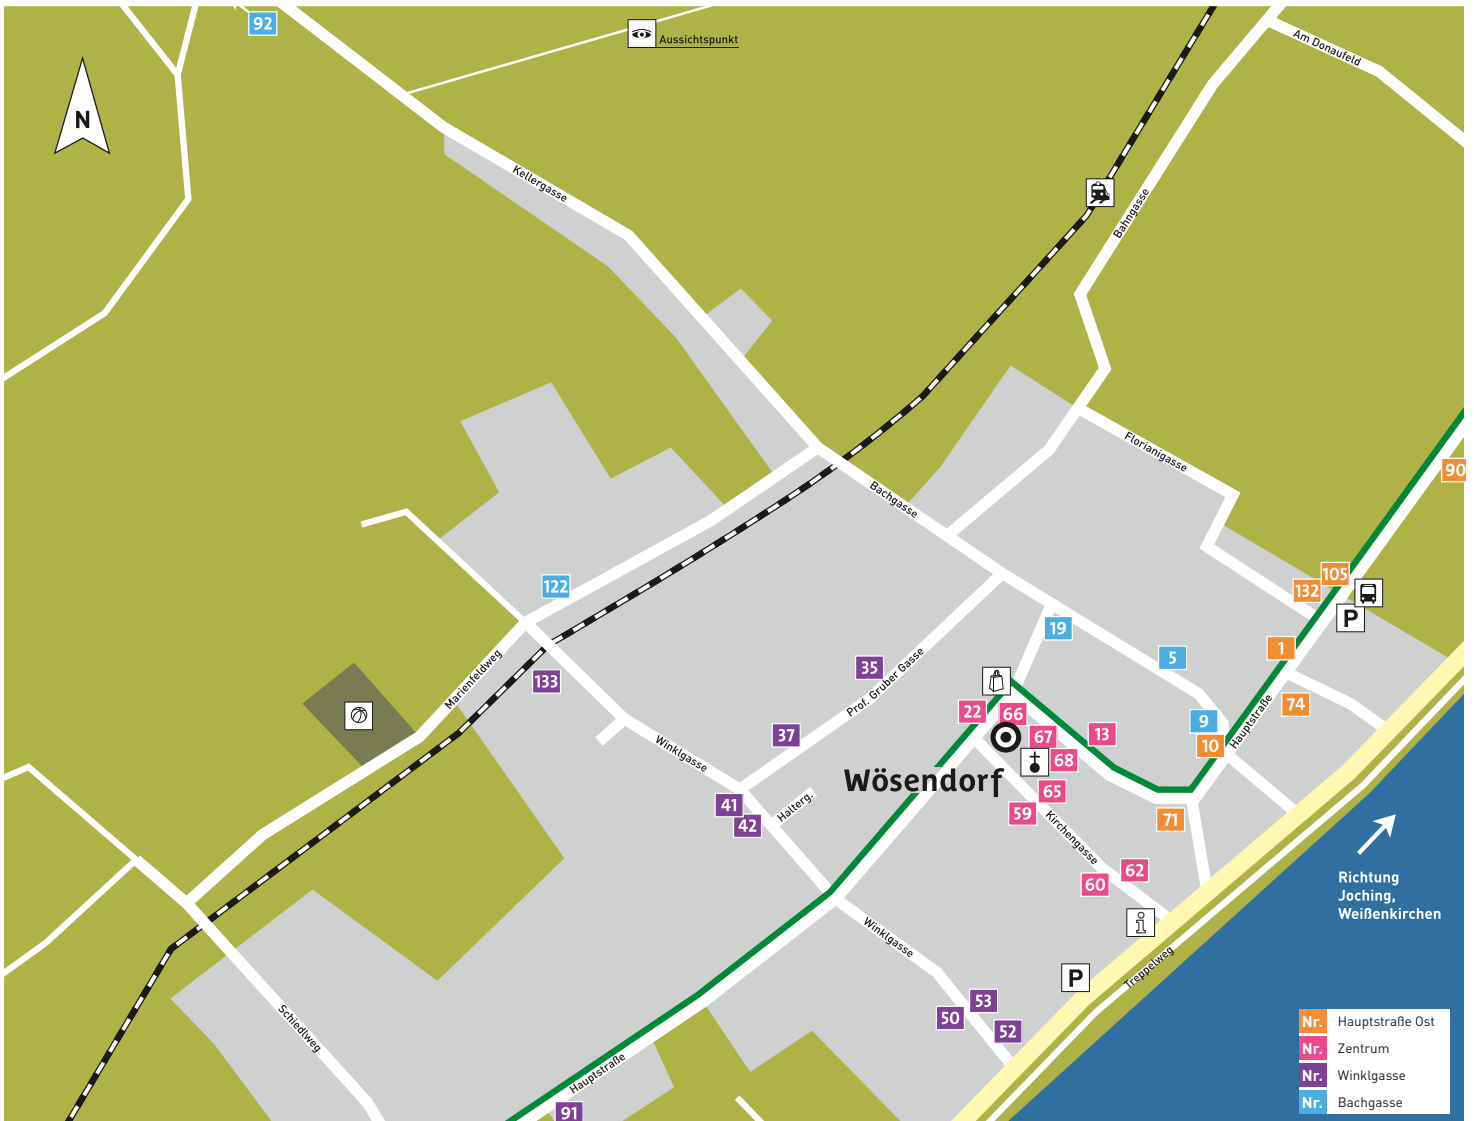 92
Aussichtspunkt
Am Donaufeld
N
Kellergasse
Bahngasse
Florianigasse
90
Bachgasse
105
132
P
122
19
1
5
35
133
Marienfeldweg
Prof. Gruber Gasse
74
22
66
9
Hauptstraße
37
67
13
10
68
Winklgasse
Wösendorf
65
41
Halterg.
59
71
42
Kirchengasse
62
60
Richtung
Joching,
Weißenkirchen
i
Winklgasse
Treppelweg
P
53
50
52
Schiedlweg
Hauptstraße
91
Nr. Hauptstraße Ost
Nr. Zentrum
Nr. Winklgasse
Nr. Bachgasse